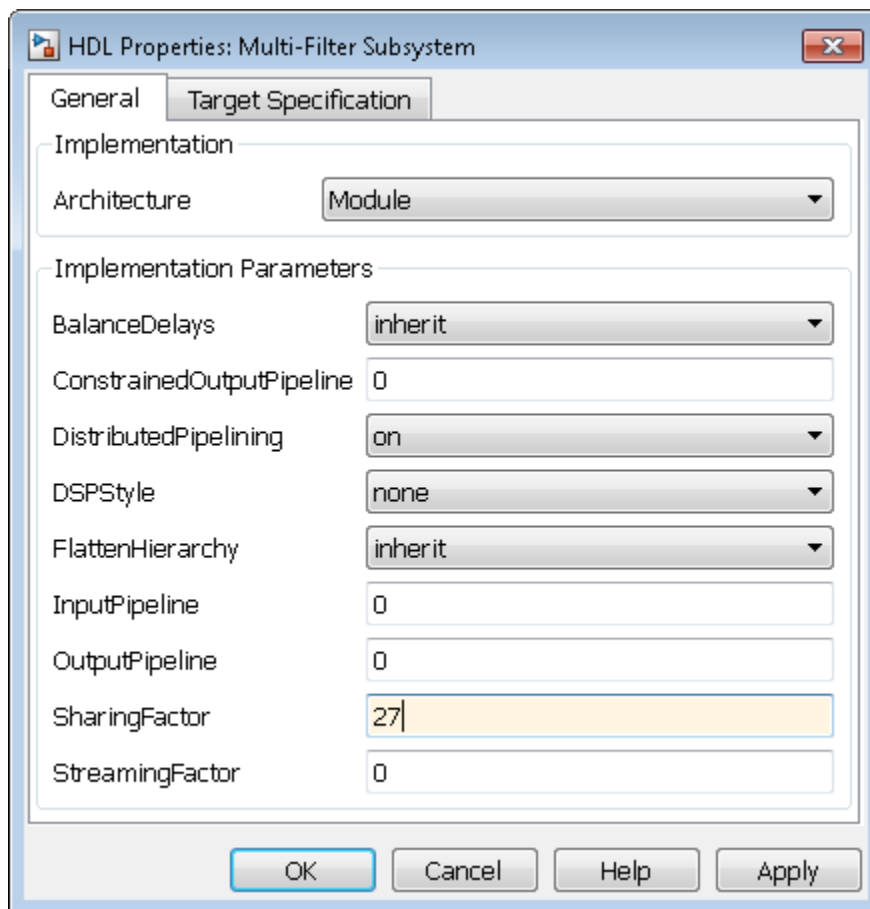 HDL Properties: Multi-Filter Subsystem
General Target Specification
Implementation
Architecture Module
Implementation Parameters
BalanceDelays inherit
ConstrainedOutputPipeline 0
DistributedPipelining on
DSPStyle none
FlattenHierarchy inherit
InputPipeline 0
OutputPipeline 0
SharingFactor 27
StreamingFactor 0
OK Cancel Help Apply